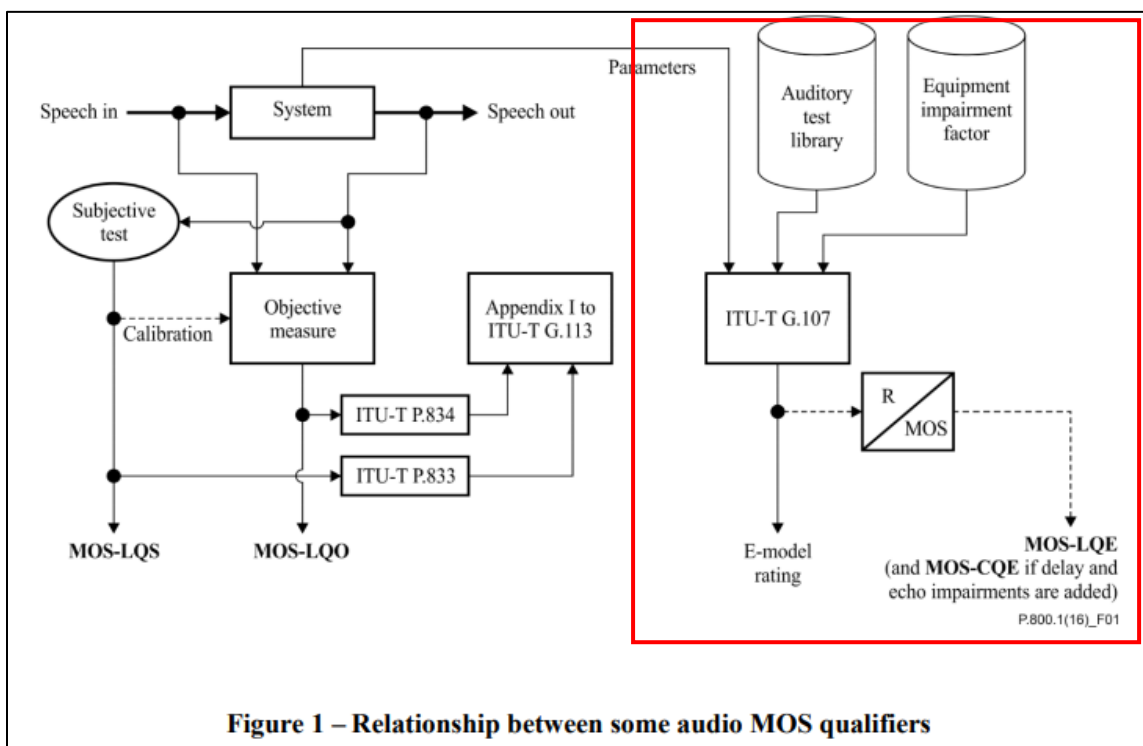 Parameters
Speech in
System
Speech out
Auditory
test
library
Equipment
impairment
factor
Subjective
test
Calibration
Objective
measure
Appendix I to
ITU-T G.113
ITU-T G.107
ITU-T P.834
ITU-T P.833
R
MOS
MOS-LQS
MOS-LQO
E-model
rating
MOS-LQE
(and MOS-CQE if delay and
echo impairments are added)
P.800.1(16)_F01
Figure 1 – Relationship between some audio MOS qualifiers